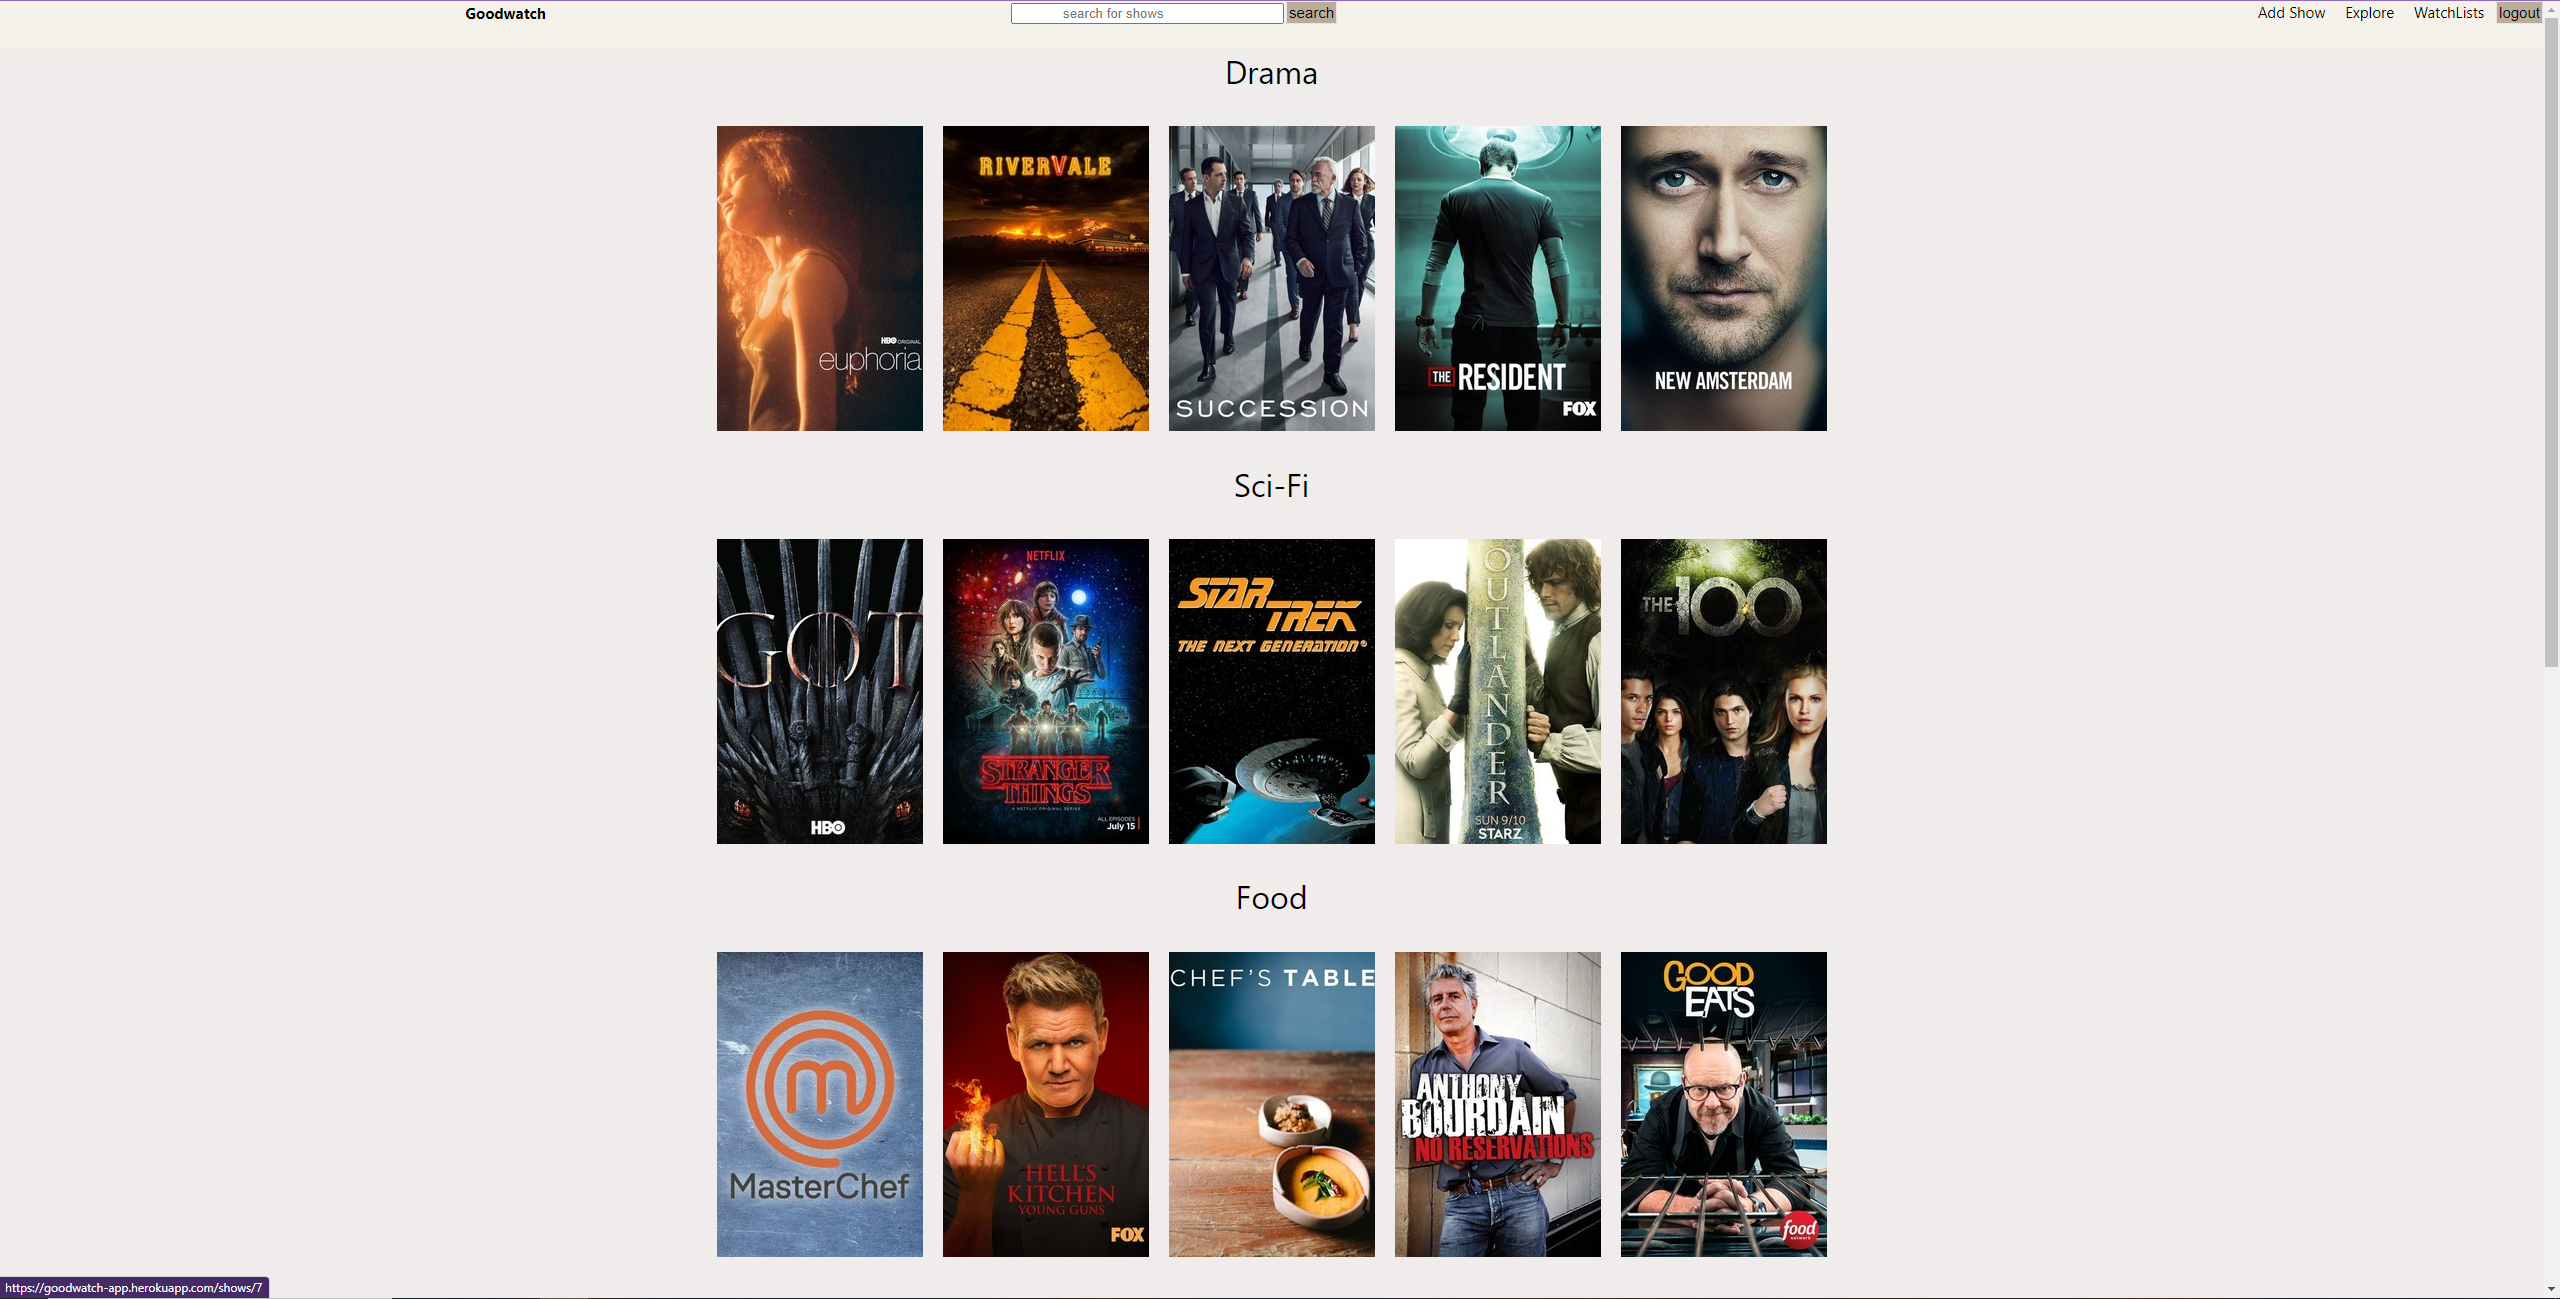 Goodwatch
search for shows
search
Add Show
Explore
WatchLists
logout
Drama
HBO ORIGINAL
euphoria
RIVERVALE
SUCCESSION
THE RESIDENT
FOX
NEW AMSTERDAM
Sci-Fi
GOT
HBO
NETFLIX
STRANGER
THINGS
A NETFLIX ORIGINAL SERIES
ALL EPISODES
July 15
STAR
TREK
THE NEXT GENERATION®
OUTLANDER
SUN 9/10
STARZ
THE 100
Food
m
MasterChef
HELL'S
KITCHEN
YOUNG GUNS
FOX
CHEF'S TABLE
ANTHONY
BOURDAIN
NO RESERVATIONS
GOOD
EATS
food
network
https://goodwatch-app.herokuapp.com/shows/7